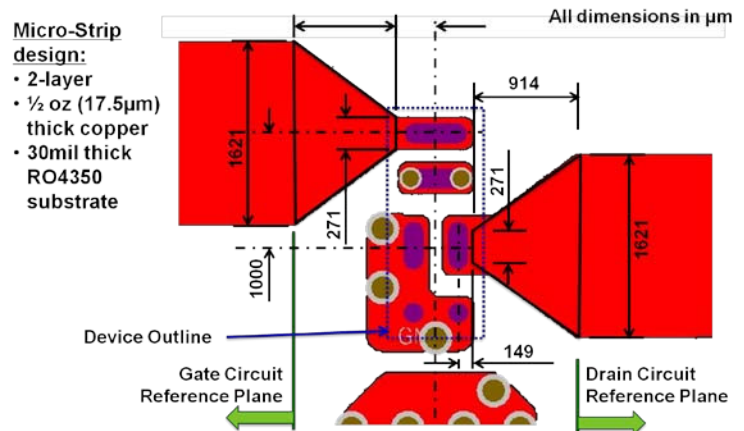 All dimensions in µm
Micro-Strip
design:
• 2-layer
• ½ oz (17.5µm)
thick copper
• 30mil thick
RO4350
substrate
914
1621
271
271
1621
1000
Device Outline
149
Gate Circuit
Reference Plane
Drain Circuit
Reference Plane